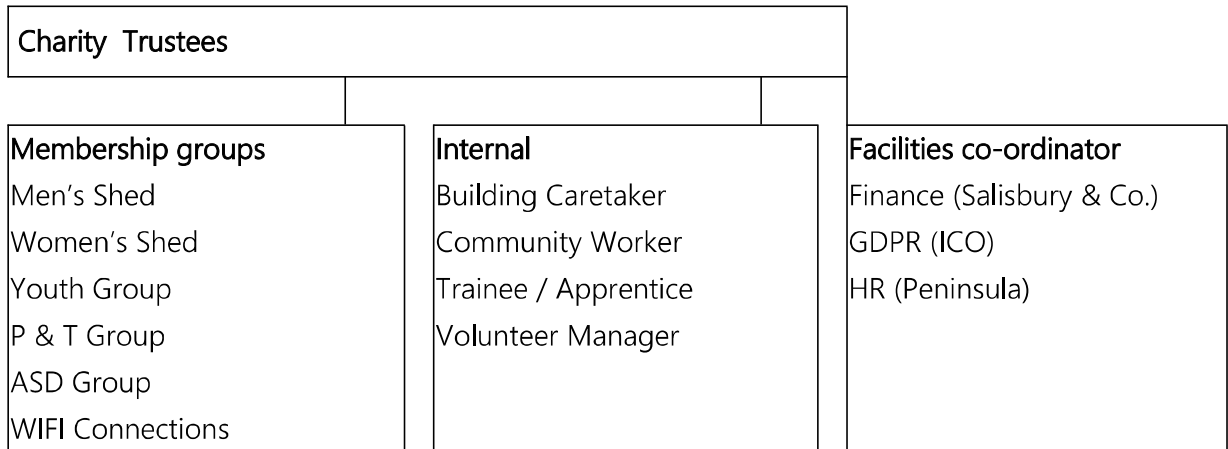 Charity Trustees
Membership groups
Men's Shed
Women's Shed
Youth Group
P & T Group
ASD Group
WIFI Connections
Internal
Building Caretaker
Community Worker
Trainee / Apprentice
Volunteer Manager
Facilities co-ordinator
Finance (Salisbury & Co.)
GDPR (ICO)
HR (Peninsula)